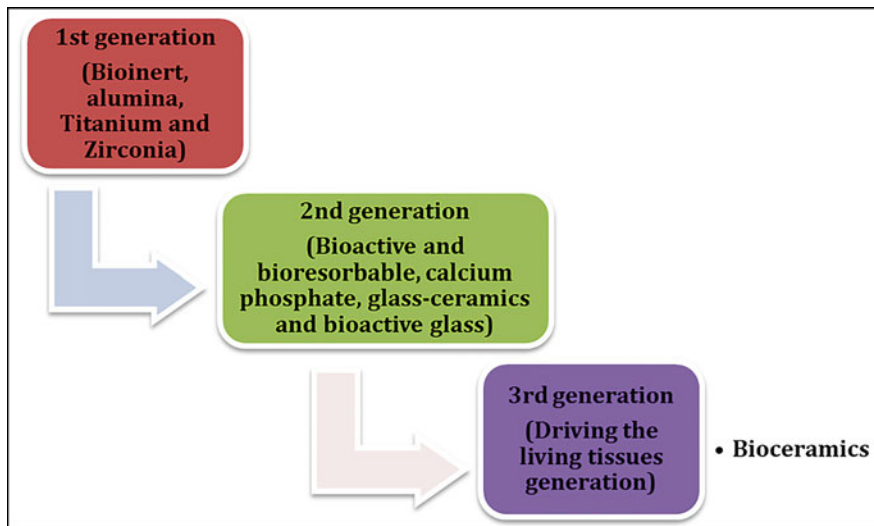 1st generation
(Bioinert,
alumina,
Titanium and
Zirconia)
2nd generation
(Bioactive and
bioresorbable, calcium
phosphate, glass-ceramics
and bioactive glass)
3rd generation
(Driving the
living tissues
generation)
• Bioceramics